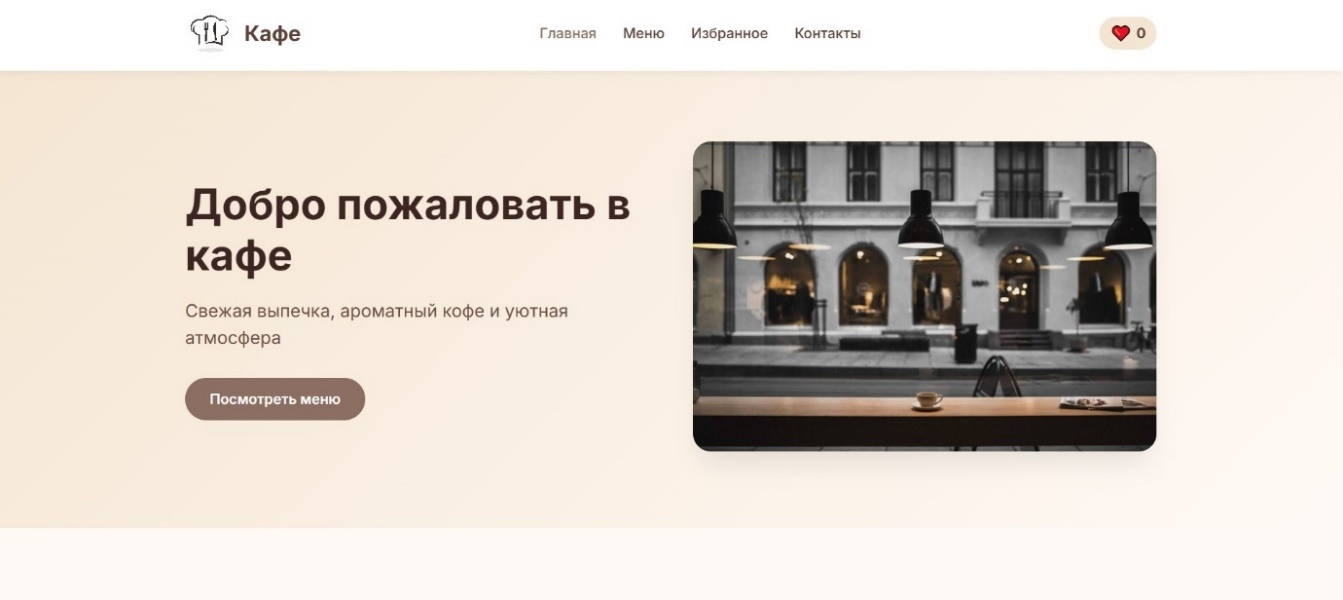 Кафе
Главная Меню Избранное Контакты
0
Добро пожаловать в
кафе
Свежая выпечка, ароматный кофе и уютная
атмосфера
Посмотреть меню